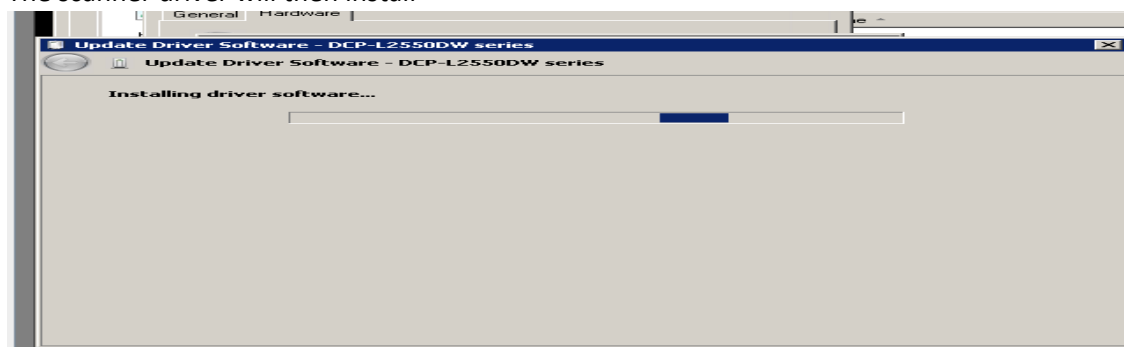 The scanner driver will then install
General Hardware
Update Driver Software - DCP-L2550DW series
Update Driver Software - DCP-L2550DW series
Installing driver software...